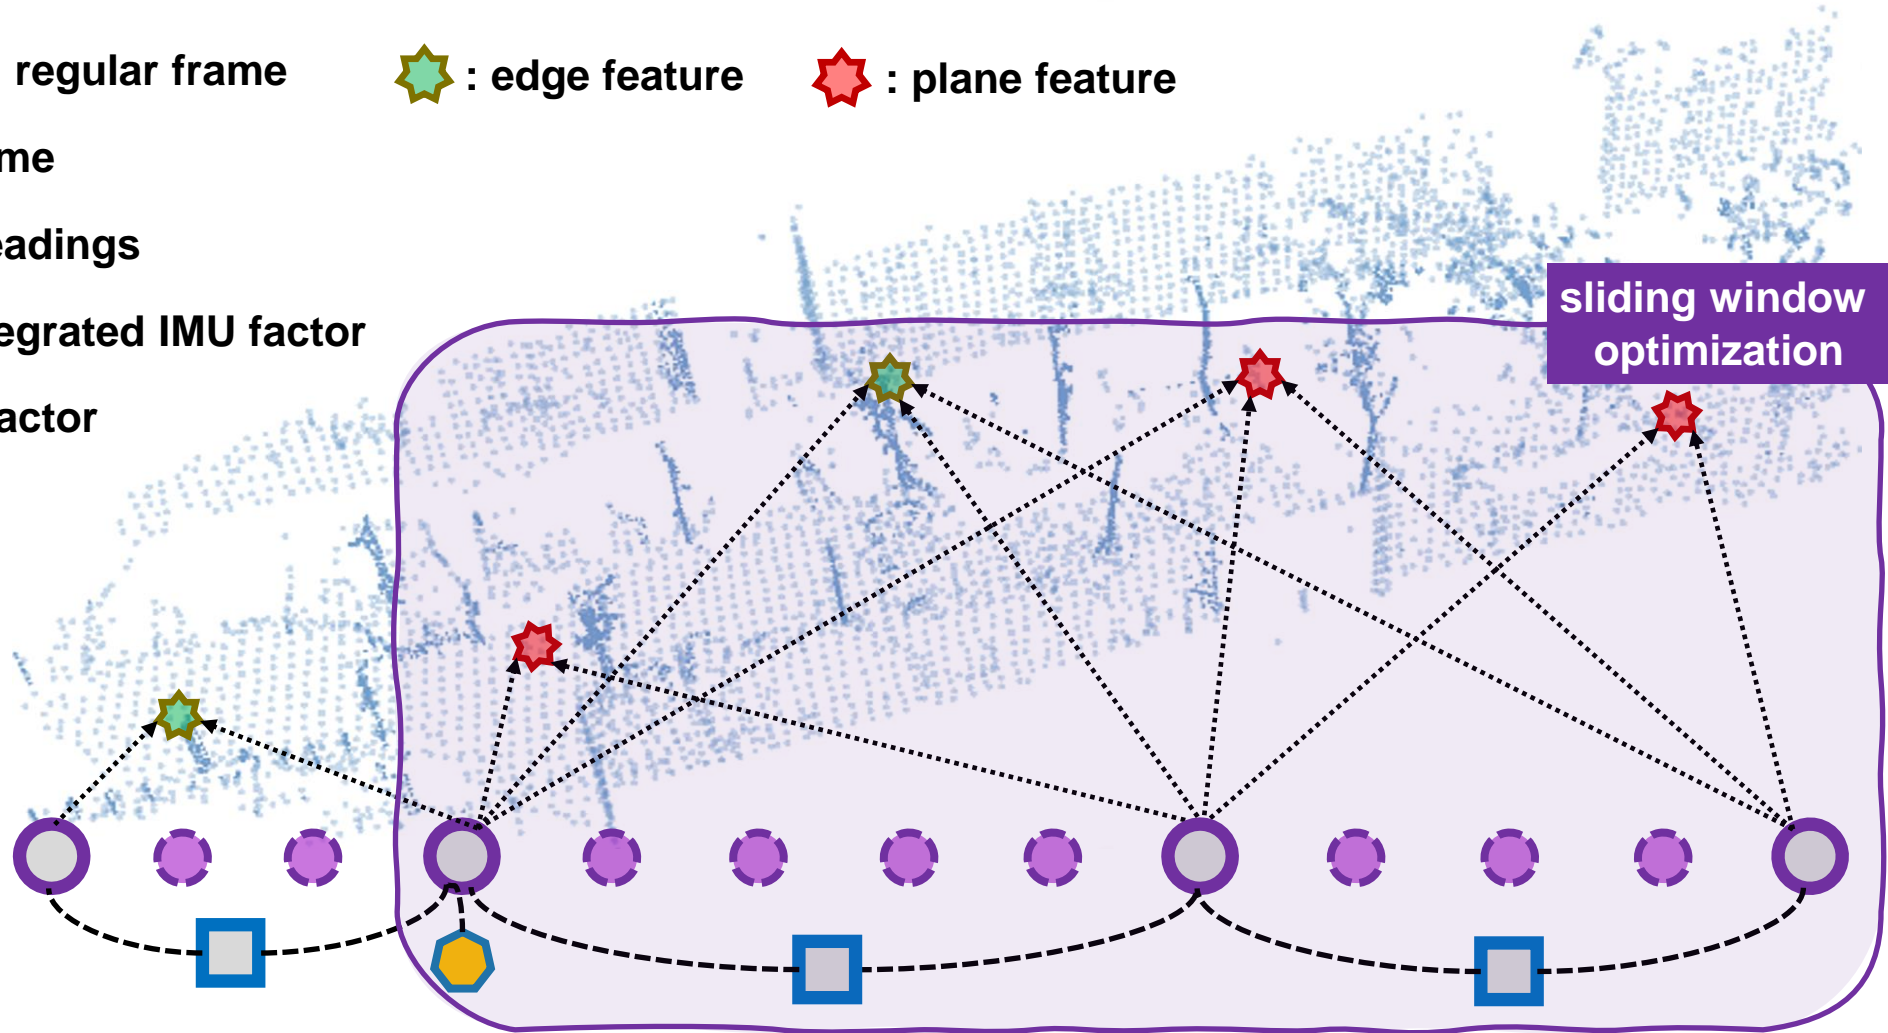 regular frame
: edge feature
: plane feature
me
eadings
egrated IMU factor
actor
sliding window
optimization